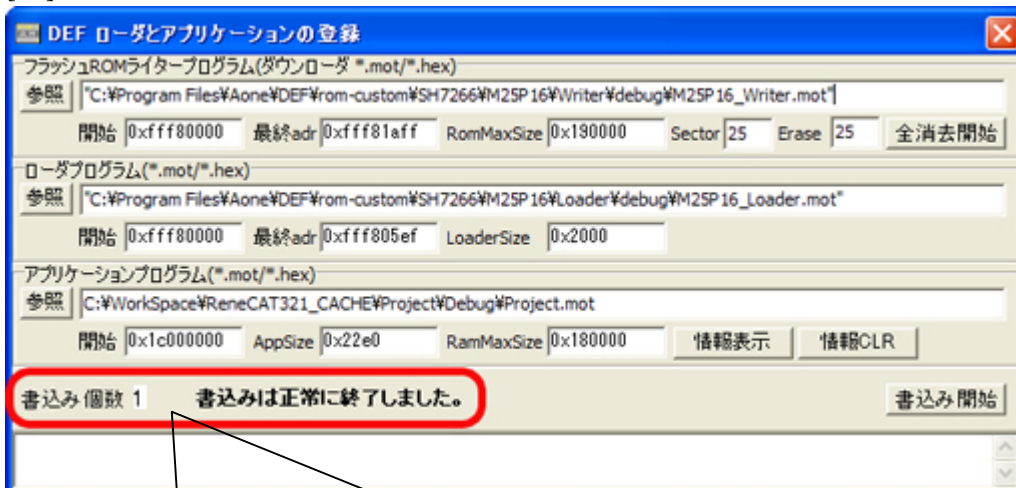 DEF ローダとアプリケーションの登録
フラッシュROMライタープログラム(ダウンローダ *.mot/*.hex)
参照 "C:¥Program Files¥Aone¥DEF¥rom-custom¥SH7266¥M25P16¥Writer¥debug¥M25P16_Writer.mot"
開始 0xfff80000 最終adr 0xfff81aff RomMaxSize 0x190000 Sector 25 Erase 25 全消去開始
ローダプログラム(*.mot/*.hex)
参照 "C:¥Program Files¥Aone¥DEF¥rom-custom¥SH7266¥M25P16¥Loader¥debug¥M25P16_Loader.mot"
開始 0xfff80000 最終adr 0xfff805ef LoaderSize 0x2000
アプリケーションプログラム(*.mot/*.hex)
参照 C:¥WorkSpace¥ReneCAT321_CACHE¥Project¥Debug¥Project.mot
開始 0x1c000000 AppSize 0x22e0 RamMaxSize 0x180000 情報表示 情報CLR
書込み個数 1 書込みは正常に終了しました。 書込み開始